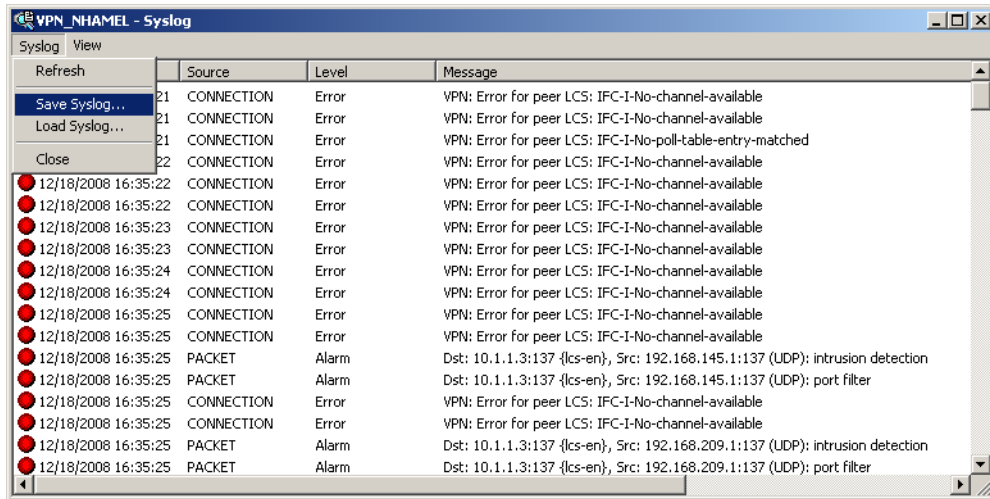 VPN_NHAMEL - Syslog
Syslog View
Refresh
Save Syslog...
Load Syslog...
Close
Source Level Message
21 CONNECTION Error VPN: Error for peer LCS: IFC-I-No-channel-available
21 CONNECTION Error VPN: Error for peer LCS: IFC-I-No-channel-available
21 CONNECTION Error VPN: Error for peer LCS: IFC-I-No-poll-table-entry-matched
22 CONNECTION Error VPN: Error for peer LCS: IFC-I-No-channel-available
12/18/2008 16:35:22 CONNECTION Error VPN: Error for peer LCS: IFC-I-No-channel-available
12/18/2008 16:35:22 CONNECTION Error VPN: Error for peer LCS: IFC-I-No-channel-available
12/18/2008 16:35:23 CONNECTION Error VPN: Error for peer LCS: IFC-I-No-channel-available
12/18/2008 16:35:23 CONNECTION Error VPN: Error for peer LCS: IFC-I-No-channel-available
12/18/2008 16:35:24 CONNECTION Error VPN: Error for peer LCS: IFC-I-No-channel-available
12/18/2008 16:35:24 CONNECTION Error VPN: Error for peer LCS: IFC-I-No-channel-available
12/18/2008 16:35:25 CONNECTION Error VPN: Error for peer LCS: IFC-I-No-channel-available
12/18/2008 16:35:25 CONNECTION Error VPN: Error for peer LCS: IFC-I-No-channel-available
12/18/2008 16:35:25 PACKET Alarm Dst: 10.1.1.3:137 {lcs-en}, Src: 192.168.145.1:137 (UDP): intrusion detection
12/18/2008 16:35:25 PACKET Alarm Dst: 10.1.1.3:137 {lcs-en}, Src: 192.168.145.1:137 (UDP): port filter
12/18/2008 16:35:25 CONNECTION Error VPN: Error for peer LCS: IFC-I-No-channel-available
12/18/2008 16:35:25 CONNECTION Error VPN: Error for peer LCS: IFC-I-No-channel-available
12/18/2008 16:35:25 PACKET Alarm Dst: 10.1.1.3:137 {lcs-en}, Src: 192.168.209.1:137 (UDP): intrusion detection
12/18/2008 16:35:25 PACKET Alarm Dst: 10.1.1.3:137 {lcs-en}, Src: 192.168.209.1:137 (UDP): port filter